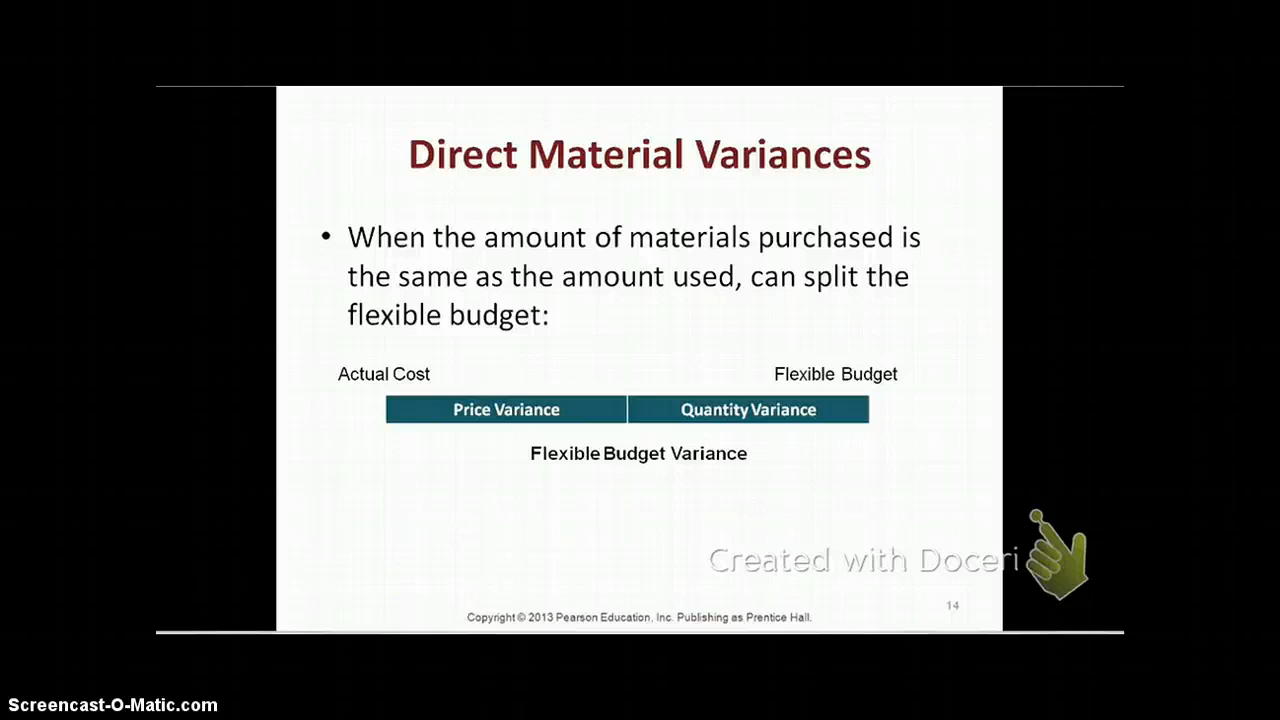 Direct Material Variances
• When the amount of materials purchased is
the same as the amount used, can split the
flexible budget:
Actual Cost Flexible Budget
Price Variance Quantity Variance
Flexible Budget Variance
Created with Doceri
14
Copyright © 2013 Pearson Education, Inc. Publishing as Prentice Hall.
Screencast-O-Matic.com